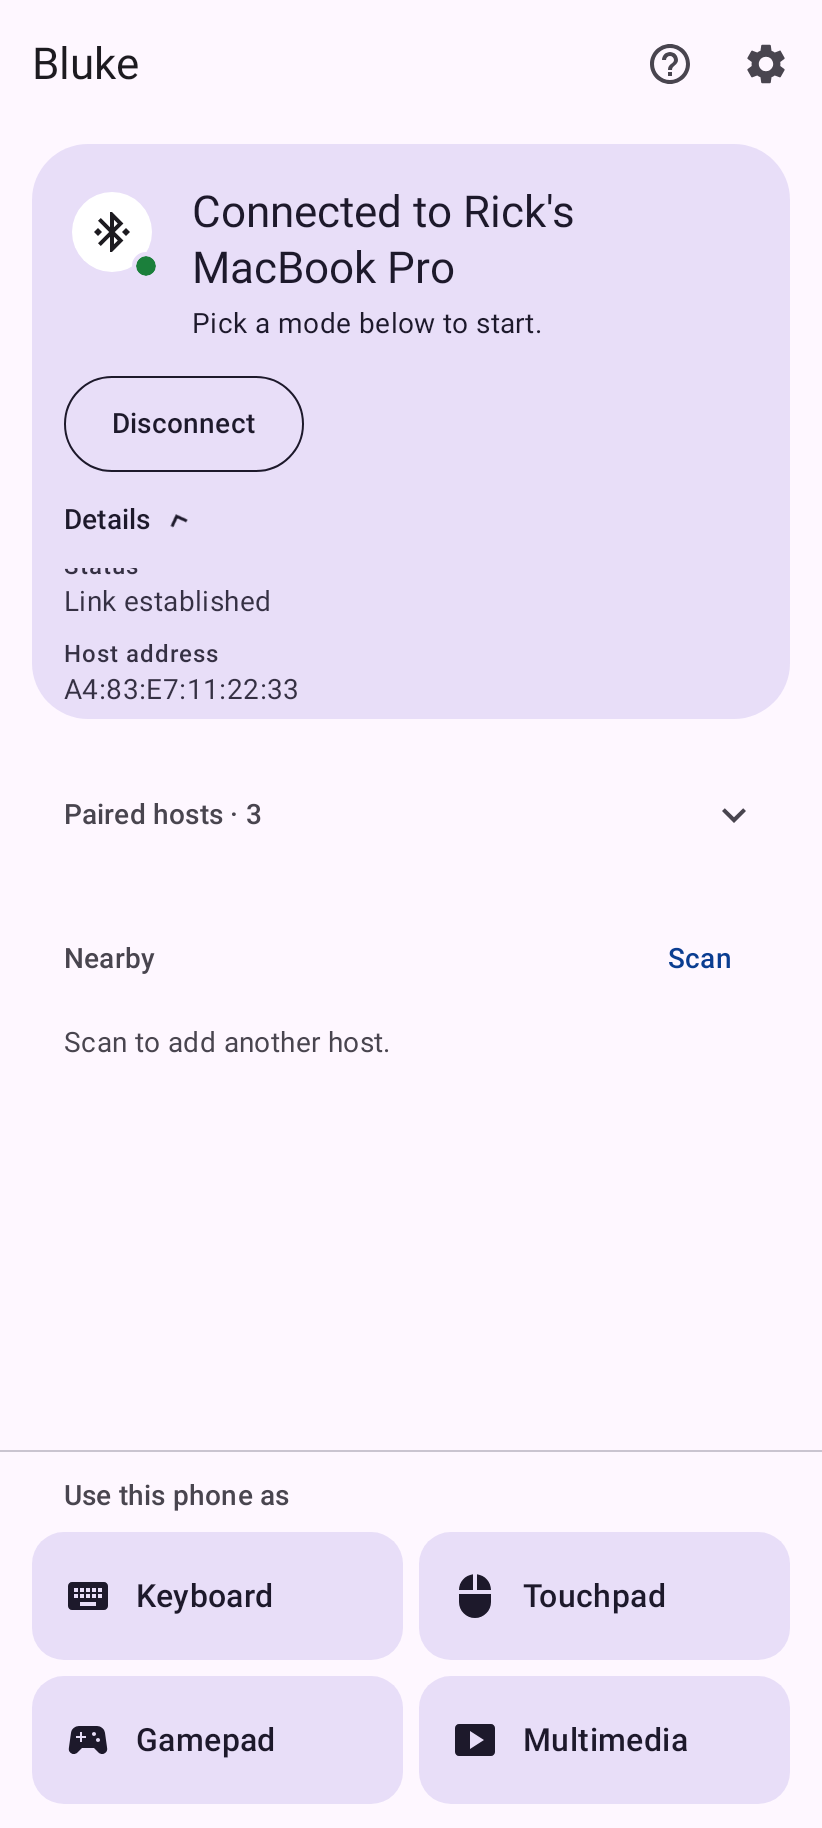 Bluke
Connected to Rick's
MacBook Pro
Pick a mode below to start.
Disconnect
Details
Status
Link established
Host address
A4:83:E7:11:22:33
Paired hosts · 3
Nearby
Scan
Scan to add another host.
Use this phone as
Keyboard
Touchpad
Gamepad
Multimedia